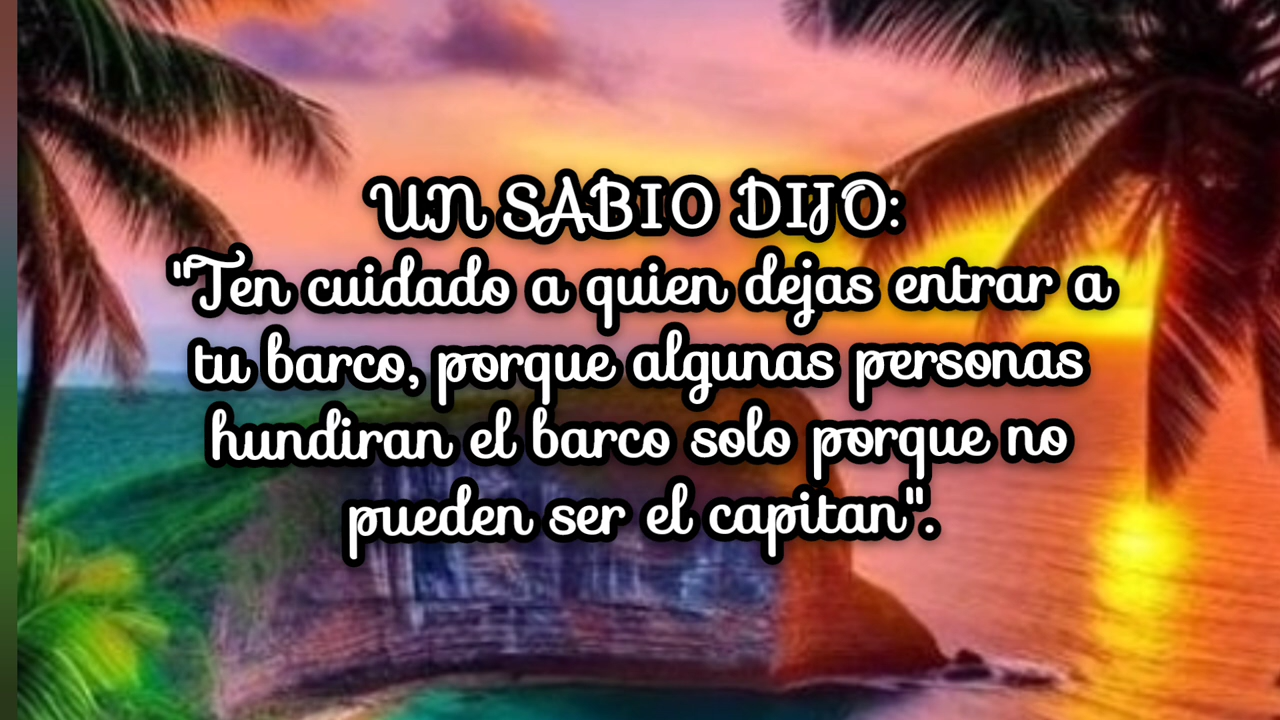 UN SABIO DIJO:
"Ten cuidado a quien dejas entrar a
tu barco, porque algunas personas
hundiran el barco solo porque no
pueden ser el capitan".